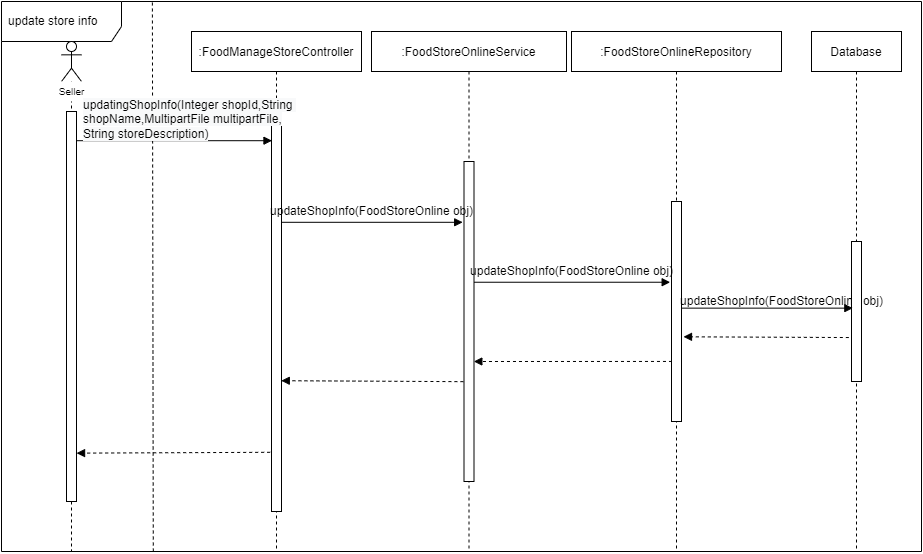 update store info
:FoodManageStoreController
:FoodStoreOnlineService
:FoodStoreOnlineRepository
Database
Seller
updatingShopInfo(Integer shopId,String
shopName,MultipartFile multipartFile,
String storeDescription)
updateShopInfo(FoodStoreOnline obj)
updateShopInfo(FoodStoreOnline obj)
updateShopInfo(FoodStoreOnline obj)